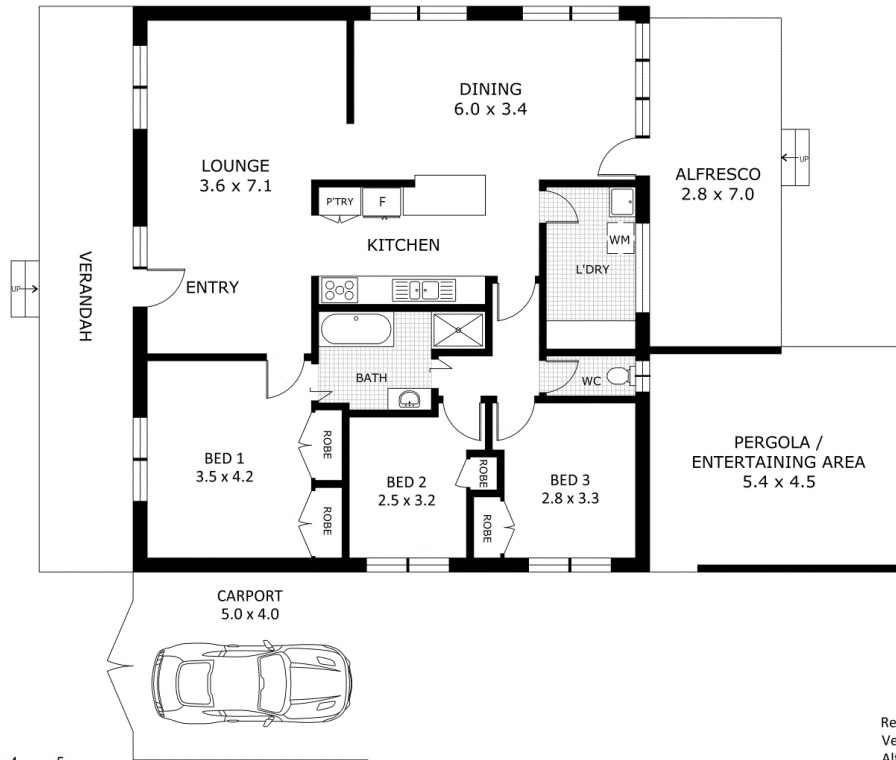 DINING
6.0 x 3.4
LOUNGE
3.6 x 7.1
ALFRESCO
2.8 x 7.0
UP
P'TRY
F
WM
KITCHEN
L'DRY
VERANDAH
UP
ENTRY
BATH
WC
BED 1
3.5 x 4.2
ROBE
ROBE
BED 2
2.5 x 3.2
ROBE
ROBE
BED 3
2.8 x 3.3
PERGOLA /
ENTERTAINING AREA
5.4 x 4.5
CARPORT
5.0 x 4.0
Re
Ve